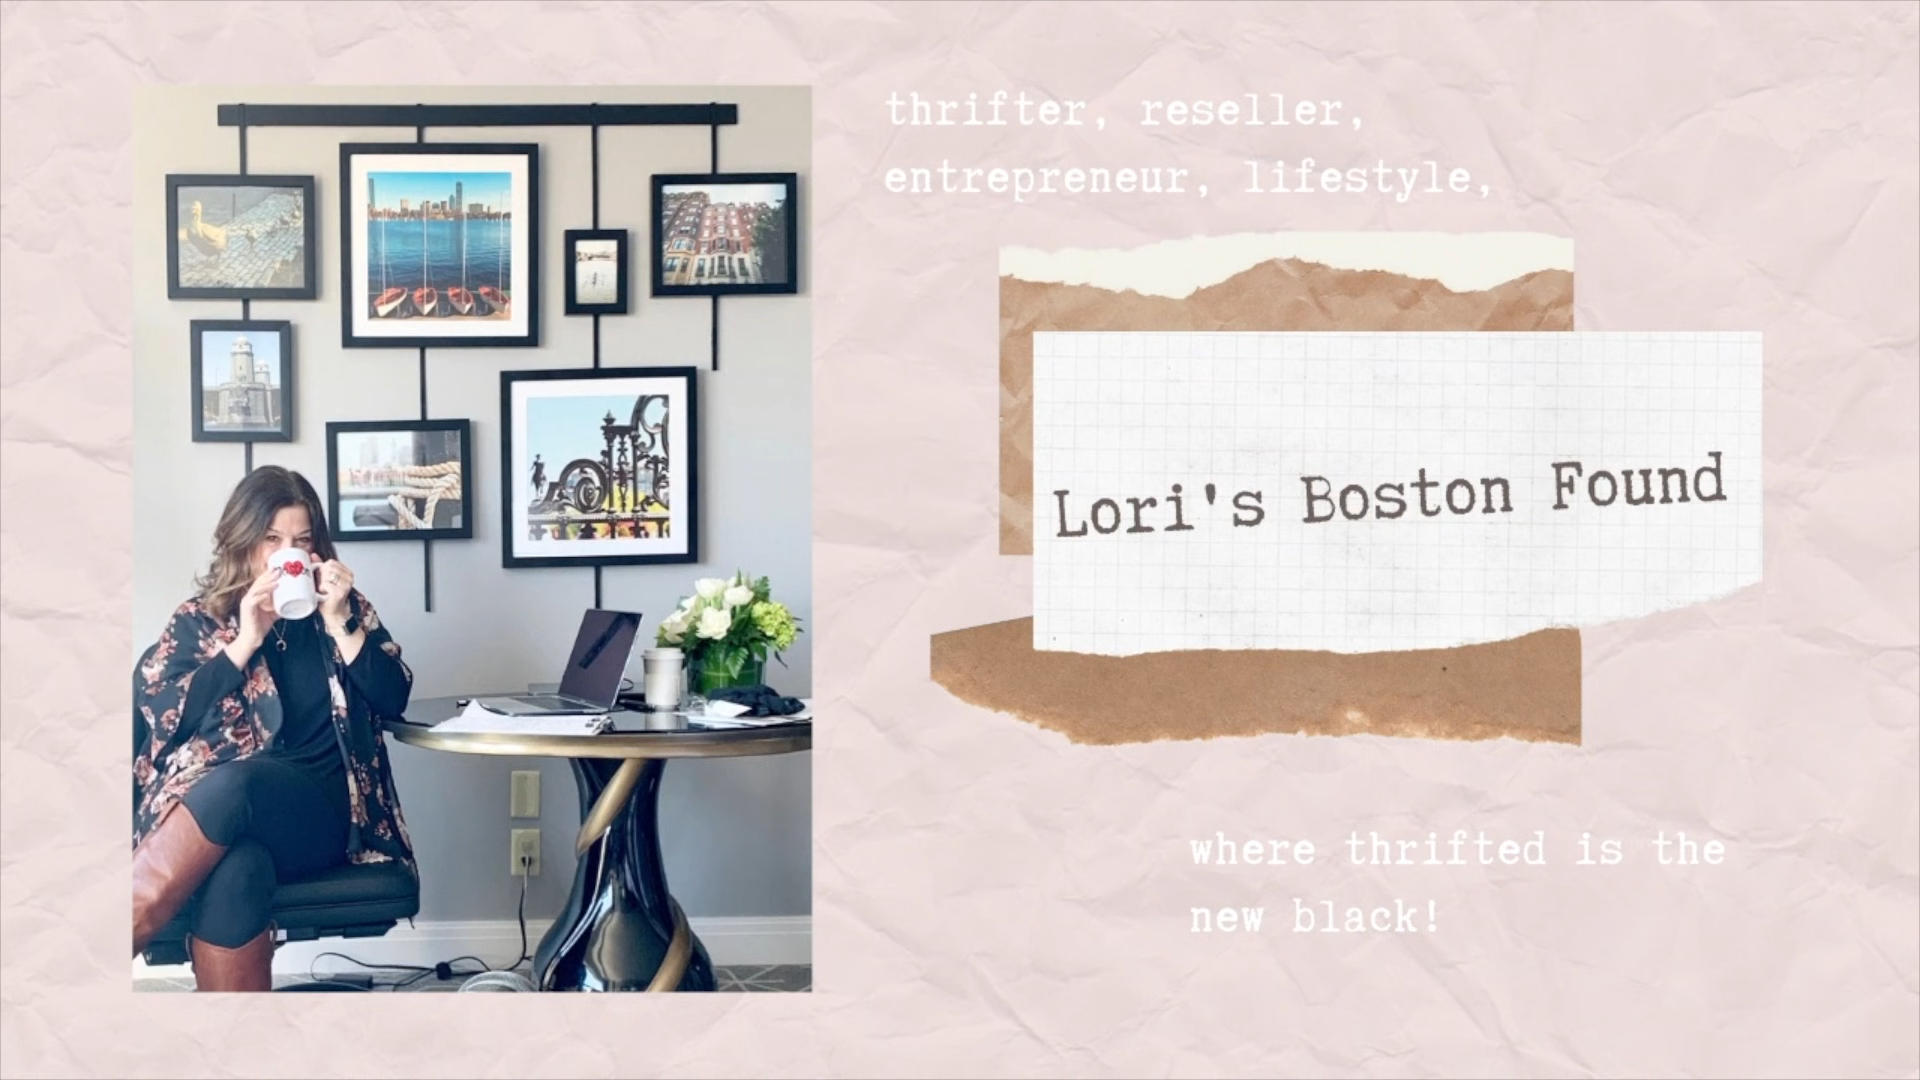 thrifter, reseller,
entrepreneur, lifestyle,
Lori's Boston Found
where thrifted is the
new black!